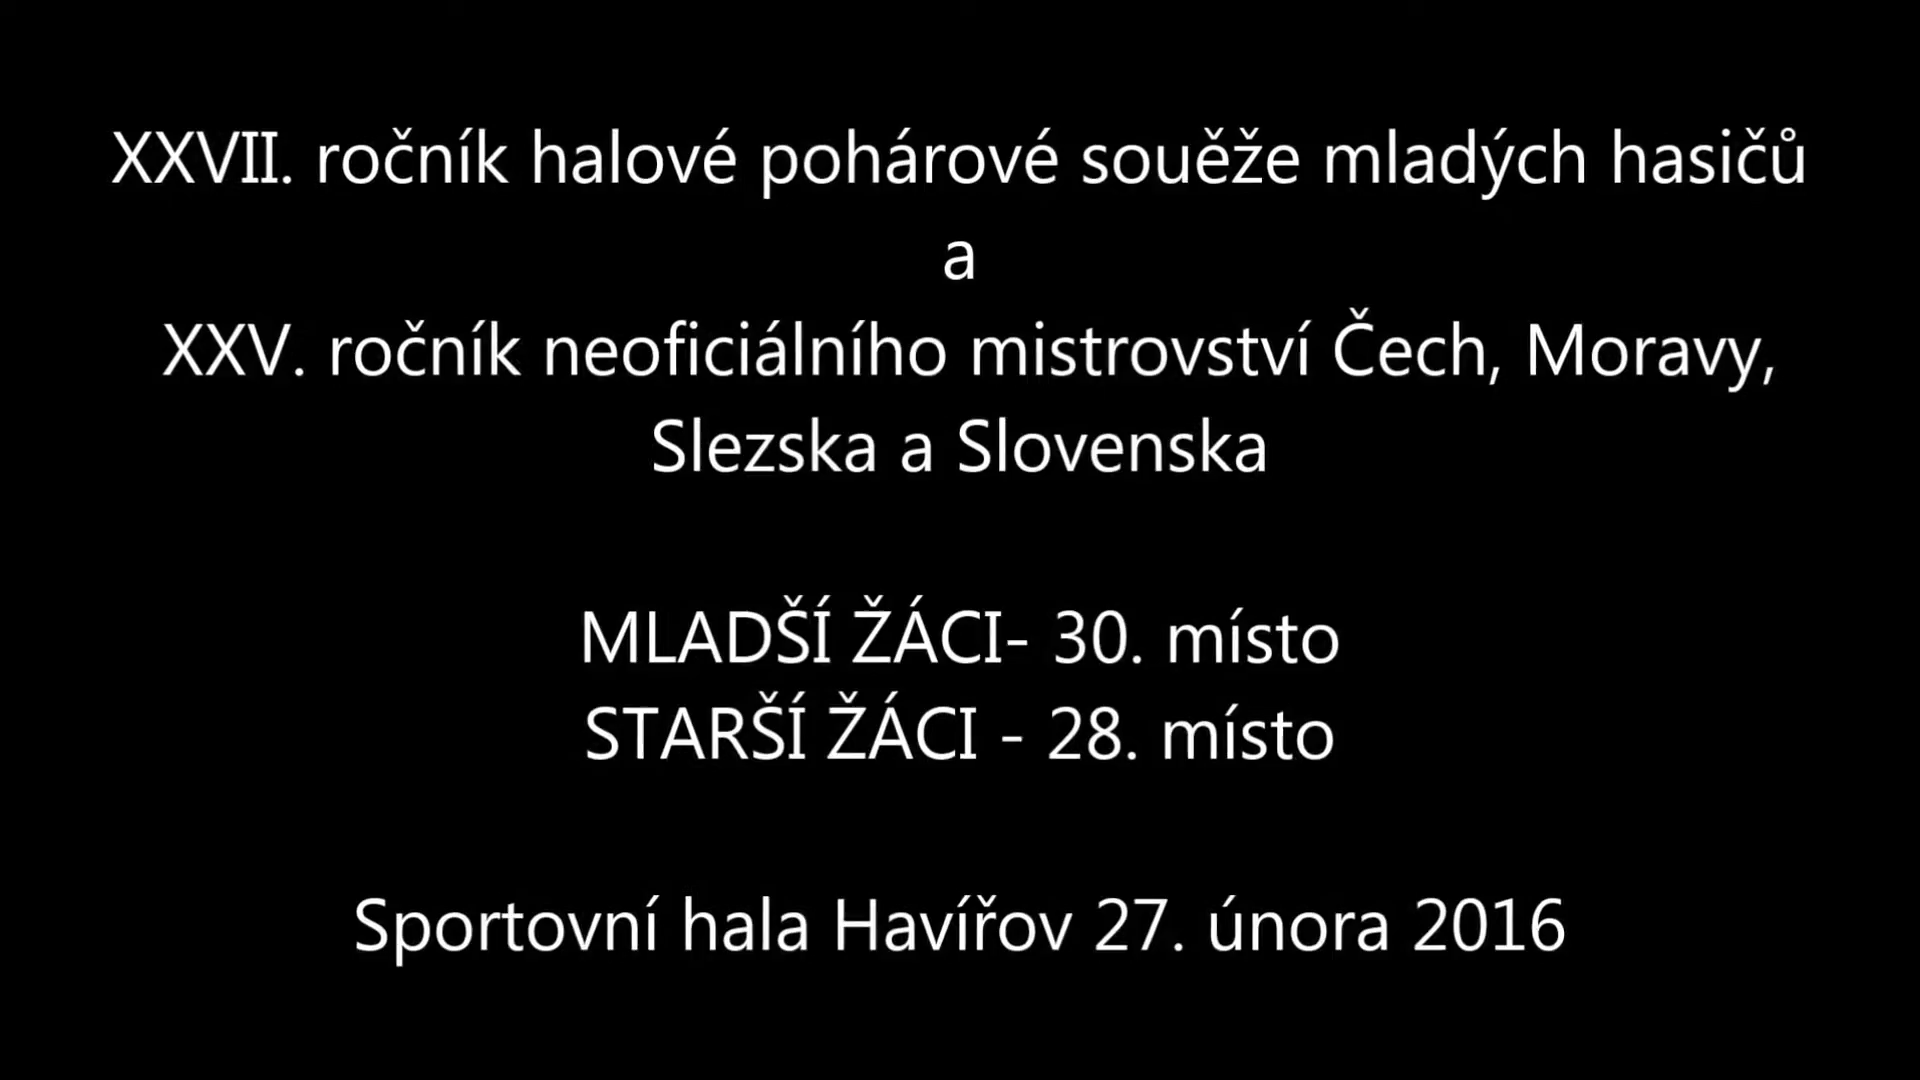 XXVII. ročník halové pohárové souěže mladých hasičů
a
XXV. ročník neoficiálního mistrovství Čech, Moravy,
Slezska a Slovenska
MLADŠÍ ŽÁCI- 30. místo
STARŠÍ ŽÁCI - 28. místo
Sportovní hala Havířov 27. února 2016